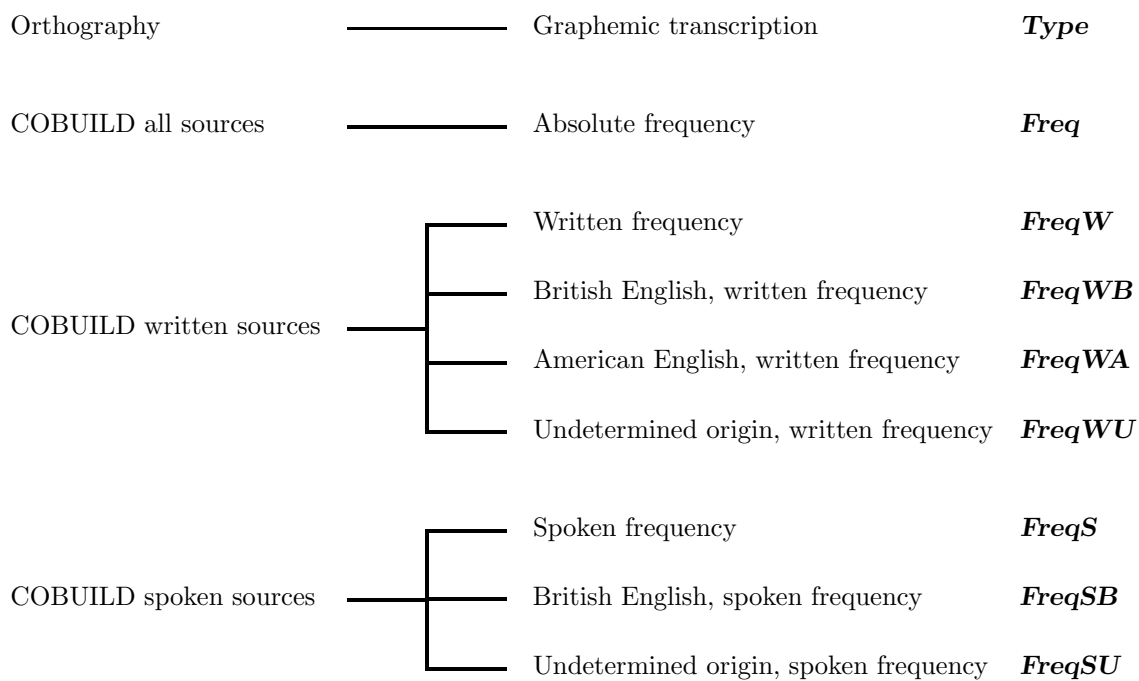 Orthography Graphemic transcription Type
COBUILD all sources Absolute frequency Freq
Written frequency FreqW
British English, written frequency FreqWB
COBUILD written sources
American English, written frequency FreqWA
Undetermined origin, written frequency FreqWU
Spoken frequency FreqS
COBUILD spoken sources British English, spoken frequency FreqSB
Undetermined origin, spoken frequency FreqSU